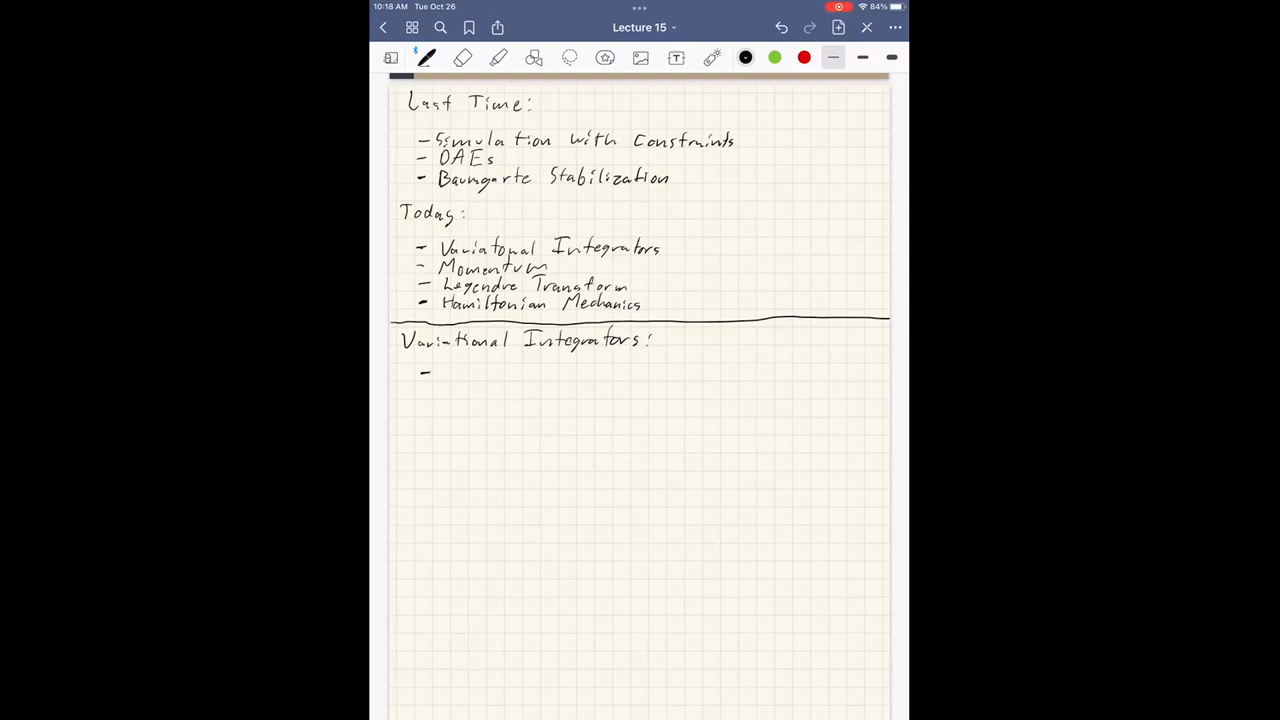 10:18 AM Tue Oct 26
84%
Lecture 15
T
Last Time:
- Simulation with Constraints
- DAEs
- Baumgarte Stabilization
Today:
- Variatonal Integrators
- Momentum
- Legendre Transform
- Hamiltonian Mechanics
Variational Integrators:
-